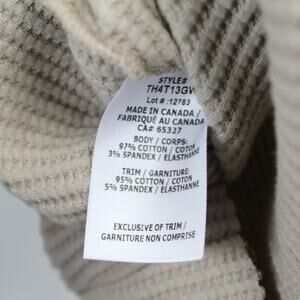 STYLE#
TH4T13GV
Lot # :12783
MADE IN CANADA /
FABRIQUÉ AU CANADA
CA# 65327
BODY / CORPS:
97% COTTON / COTON
3% SPANDEX / ELASTHANNE
TRIM / GARNITURE:
95% COTTON / COTON
5% SPANDEX / ELASTHANNE
EXCLUSIVE OF TRIM /
GARNITURE NON COMPRISE